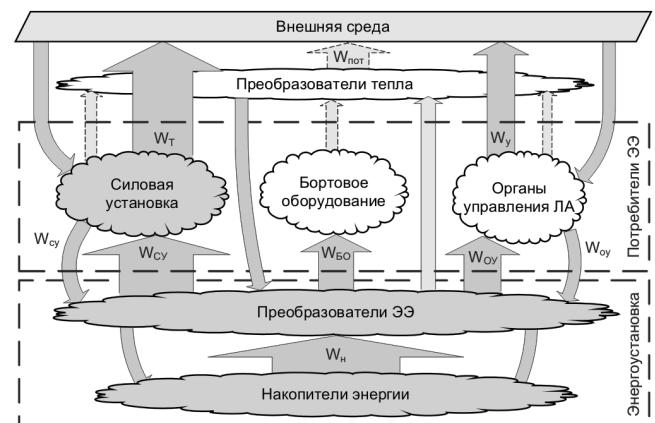 Внешняя среда
Wпот
Преобразователи тепла
WТ
Wу
Силовая
установка
Бортовое
оборудование
Органы
управления ЛА
Потребители ЭЭ
Wсу
WСУ
WБО
WОУ
Wоу
Преобразователи ЭЭ
Wн
Накопители энергии
Энергоустановка